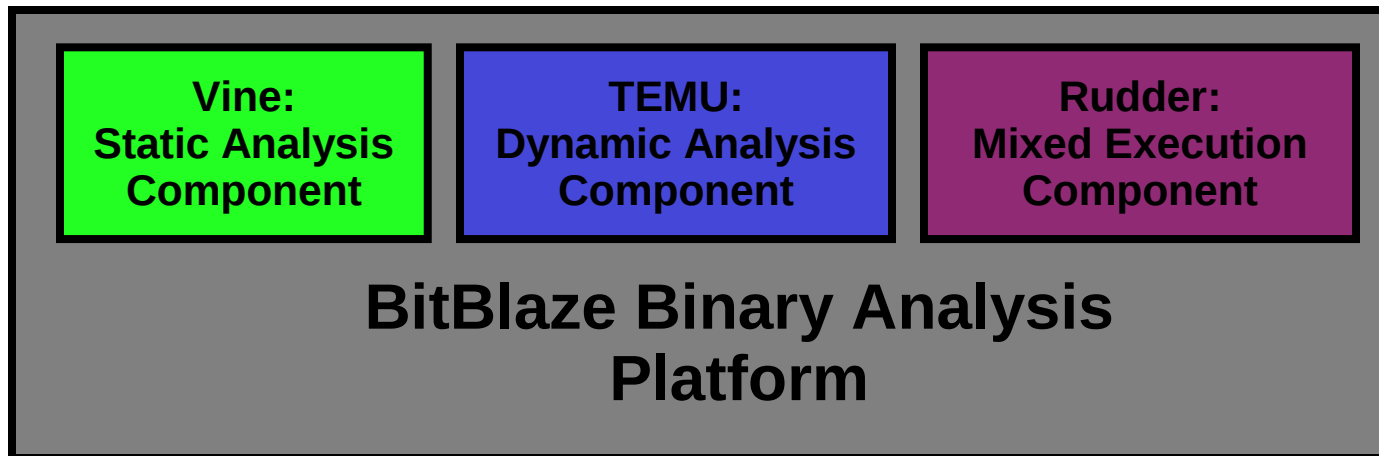 Vine:
Static Analysis
Component
TEMU:
Dynamic Analysis
Component
Rudder:
Mixed Execution
Component
BitBlaze Binary Analysis
Platform